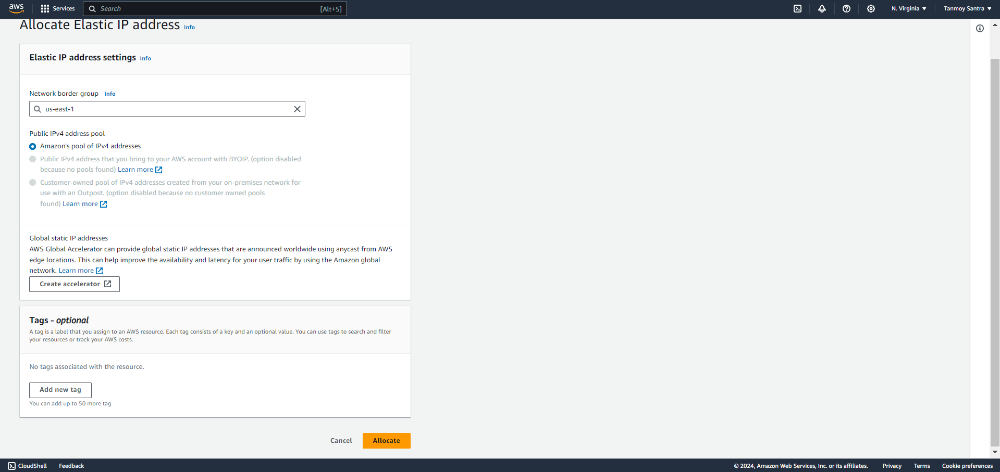 aws
Services
Search
[Alt+S]
N. Virginia
Tanmoy Santra
Allocate Elastic IP address Info
Elastic IP address settings Info
Network border group Info
us-east-1
Public IPv4 address pool
Amazon's pool of IPv4 addresses
Public IPv4 address that you bring to your AWS account with BYOIP. (option disabled
because no pools found) Learn more
Customer-owned pool of IPv4 addresses created from your on-premises network for
use with an Outpost. (option disabled because no customer owned pools
found) Learn more
Global static IP addresses
AWS Global Accelerator can provide global static IP addresses that are announced worldwide using anycast from AWS
edge locations. This can help improve the availability and latency for your user traffic by using the Amazon global
network. Learn more
Create accelerator
Tags - optional
A tag is a label that you assign to an AWS resource. Each tag consists of a key and an optional value. You can use tags to search and filter
your resources or track your AWS costs.
No tags associated with the resource.
Add new tag
You can add up to 50 more tag
Cancel
Allocate
CloudShell
Feedback
© 2024, Amazon Web Services, Inc. or its affiliates.
Privacy
Terms
Cookie preferences